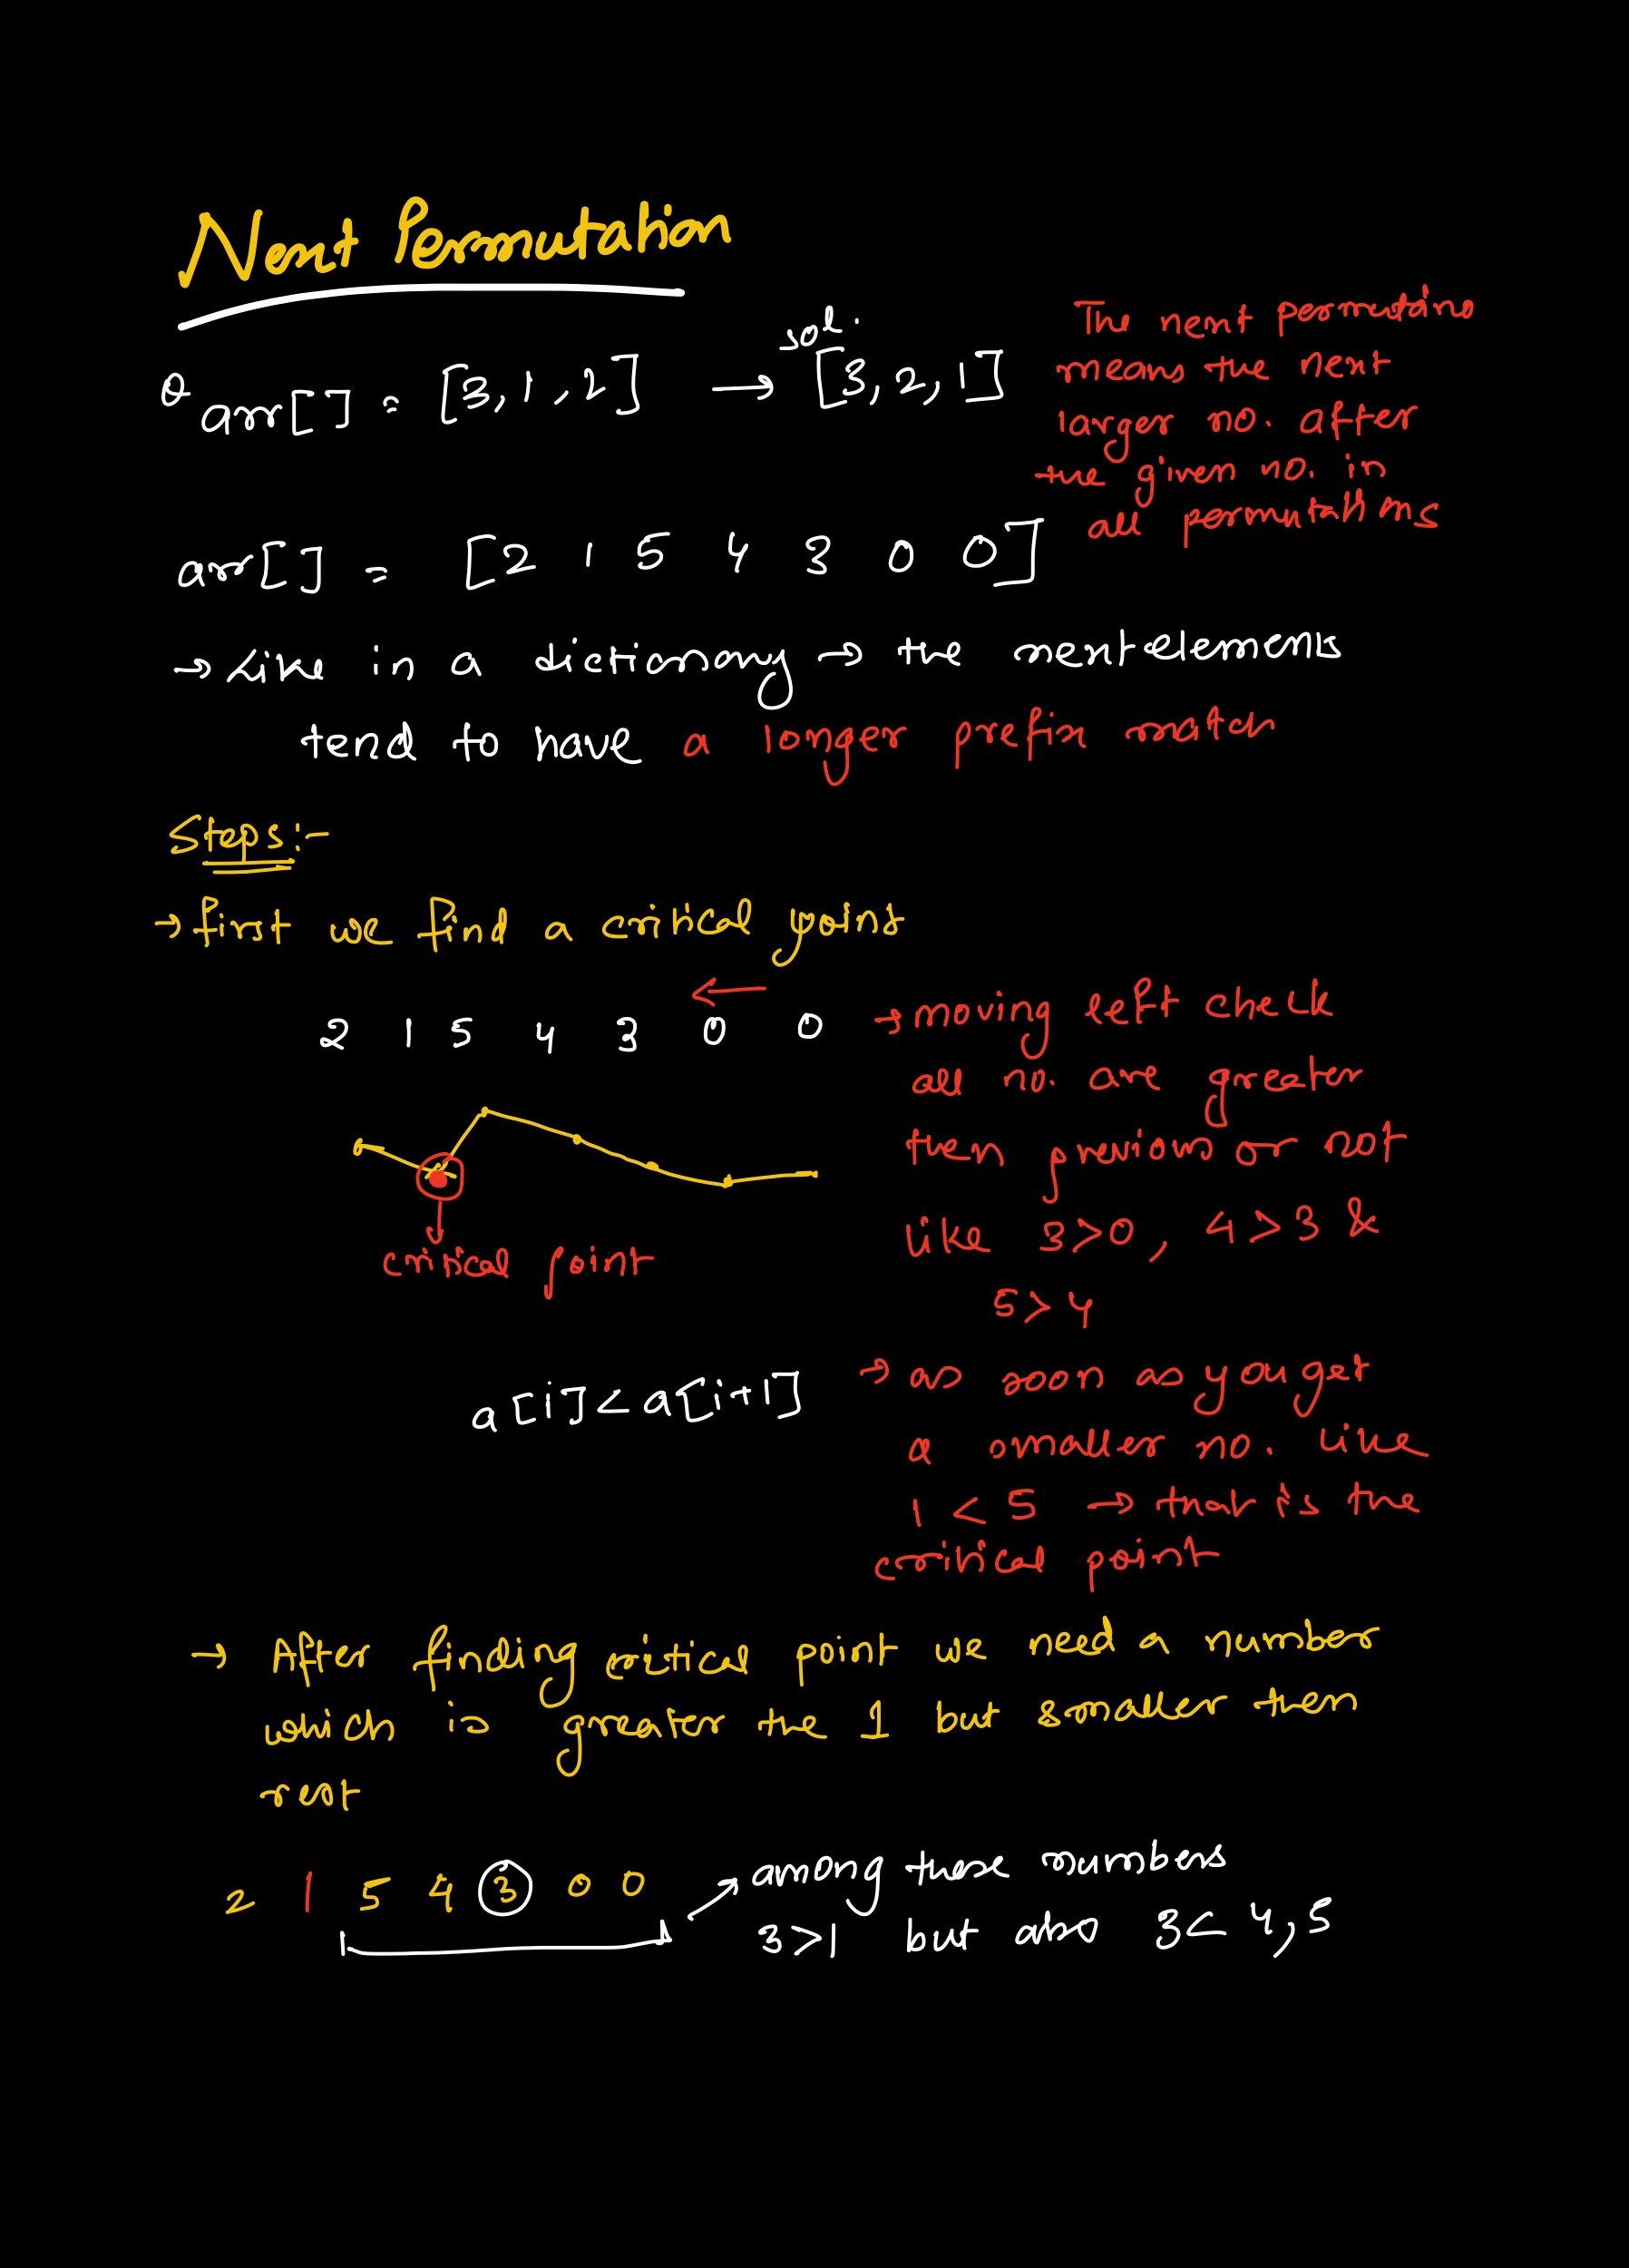 Next Permutation
Q arr[] = [3,1,2] → sol. [3,2,1]
The next permutations
means the next
larger no. after
the given no. in
all permutations
arr[] = [2 1 5 4 3 0 0]
→ Like in a dictionary → the next elements
tend to have a longer prefix match
Steps:-
→ first we find a critical point
2 1 5 4 3 0 0
critical point
a[i] < a[i+1]
→ moving left check
all no. are greater
then previous or not
like 3>0, 4>3 &
5>4
→ as soon as you get
a smaller no. like
1 < 5 → that is the
critical point
→ After finding critical point we need a number
which is greater the 1 but smaller then
rest
2 1 5 4 3 0 0 → among these numbers
3>1 but also 3< 4,5